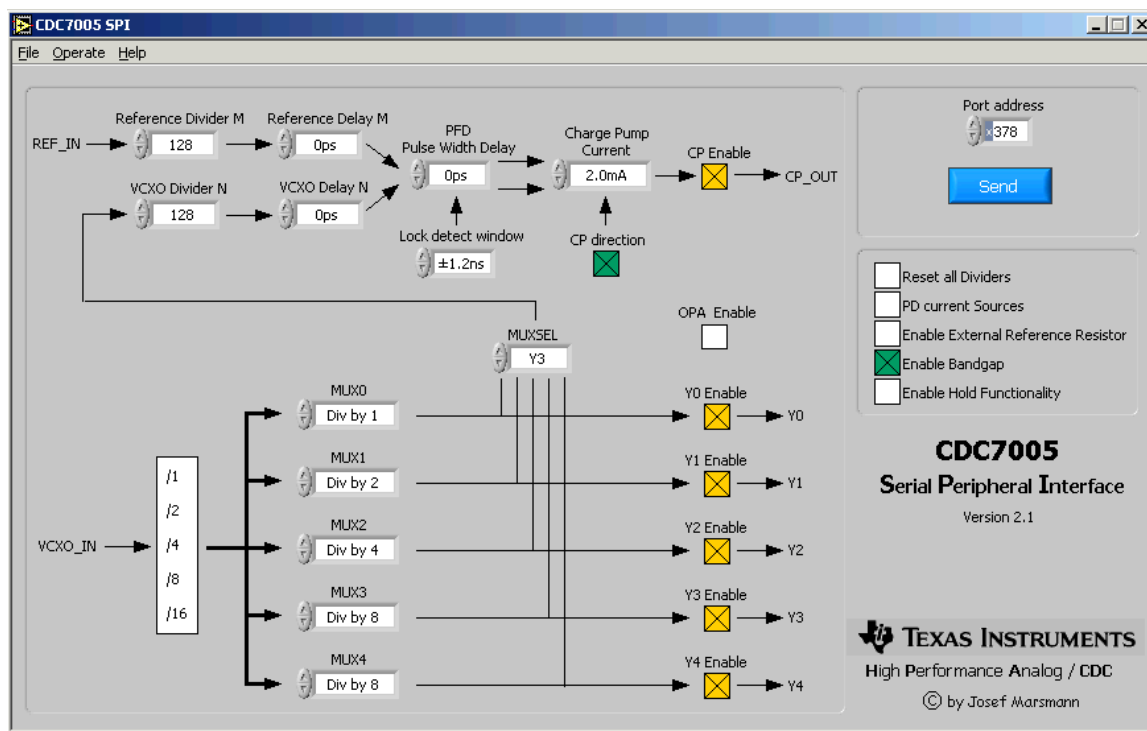 CDC7005 SPI
File Operate Help
Reference Divider M
Reference Delay M
PFD
Pulse Width Delay
Charge Pump
Current
CP Enable
REF_IN
128
0ps
0ps
2.0mA
CP_OUT
VCXO Divider N
VCXO Delay N
128
0ps
Lock detect window
±1.2ns
CP direction
MUXSEL
Y3
OPA Enable
MUX0
Div by 1
Y0 Enable
Y0
MUX1
Div by 2
Y1 Enable
Y1
MUX2
Div by 4
Y2 Enable
Y2
MUX3
Div by 8
Y3 Enable
Y3
MUX4
Div by 8
Y4 Enable
Y4
VCXO_IN
/1
/2
/4
/8
/16
Port address
x378
Send
Reset all Dividers
PD current Sources
Enable External Reference Resistor
Enable Bandgap
Enable Hold Functionality
CDC7005
Serial Peripheral Interface
Version 2.1
TEXAS INSTRUMENTS
High Performance Analog / CDC
© by Josef Marsmann